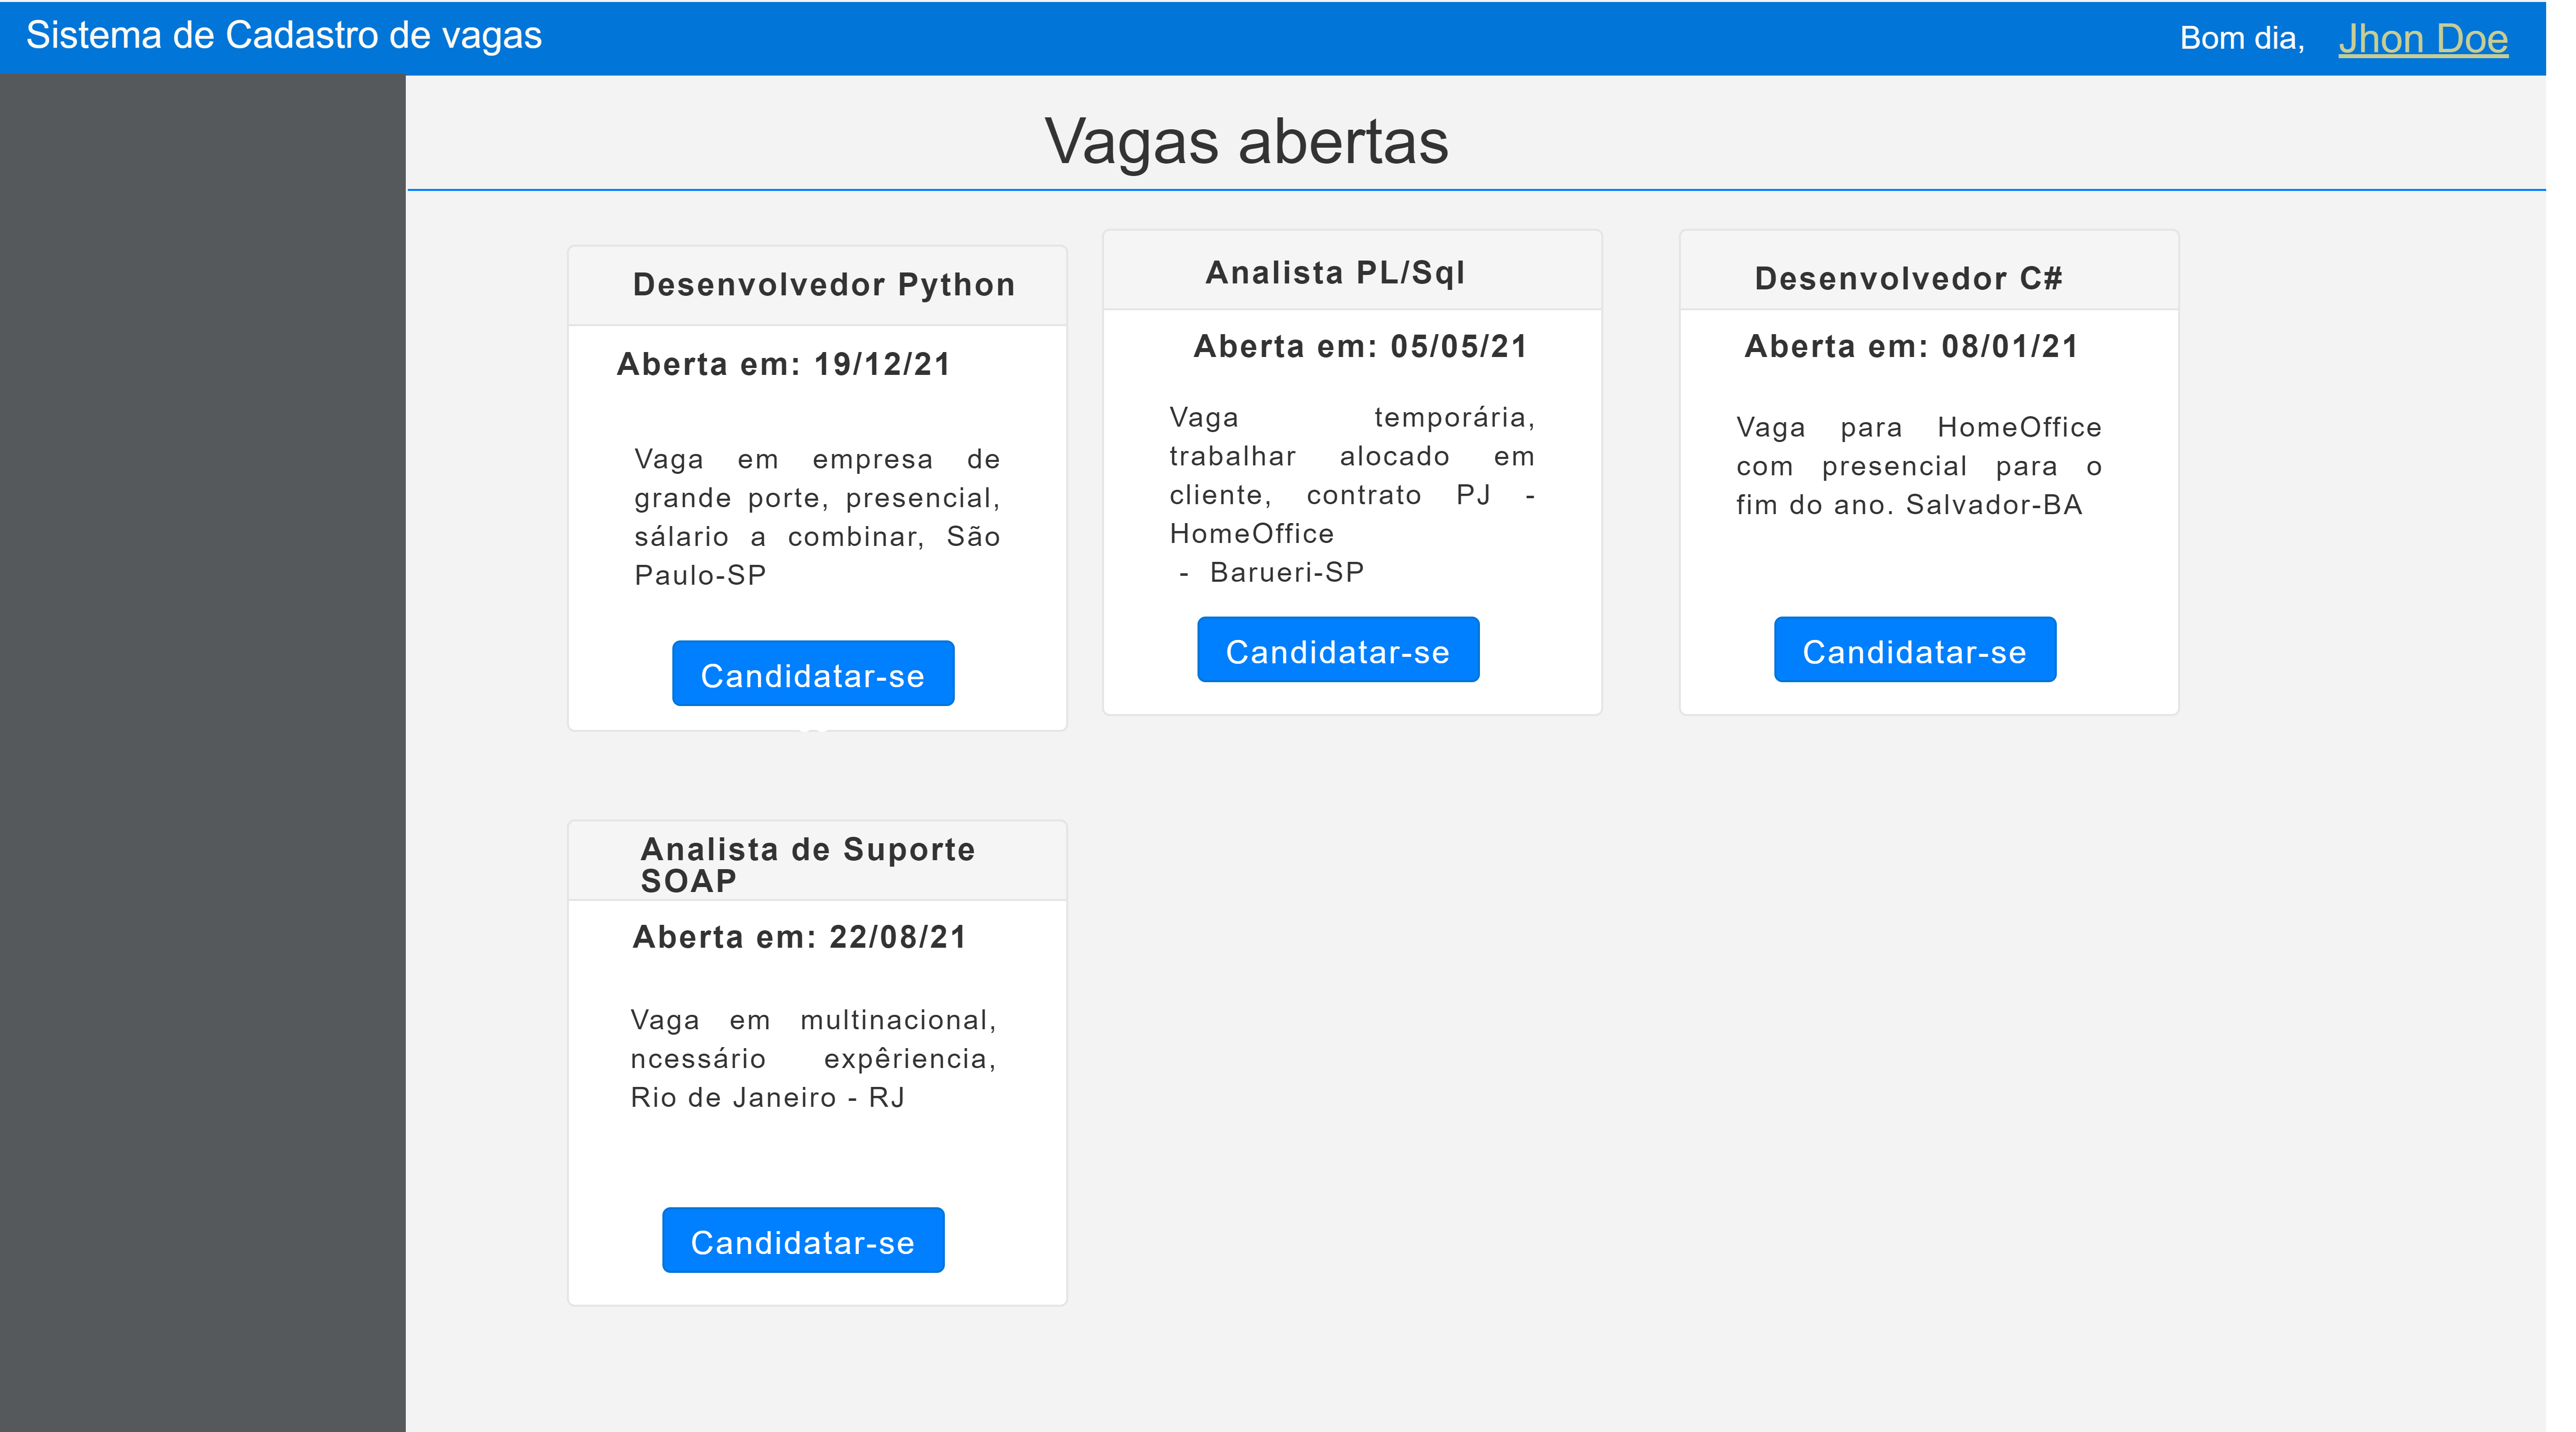 Sistema de Cadastro de vagas
Bom dia, Jhon Doe
Vagas abertas
Desenvolvedor Python
Aberta em: 19/12/21
Vaga em empresa de
grande porte, presencial,
sálario a combinar, São
Paulo-SP
Candidatar-se
Analista PL/Sql
Aberta em: 05/05/21
Vaga temporária,
trabalhar alocado em
cliente, contrato PJ -
HomeOffice
- Barueri-SP
Candidatar-se
Desenvolvedor C#
Aberta em: 08/01/21
Vaga para HomeOffice
com presencial para o
fim do ano. Salvador-BA
Candidatar-se
Analista de Suporte
SOAP
Aberta em: 22/08/21
Vaga em multinacional,
ncessário expêriencia,
Rio de Janeiro - RJ
Candidatar-se